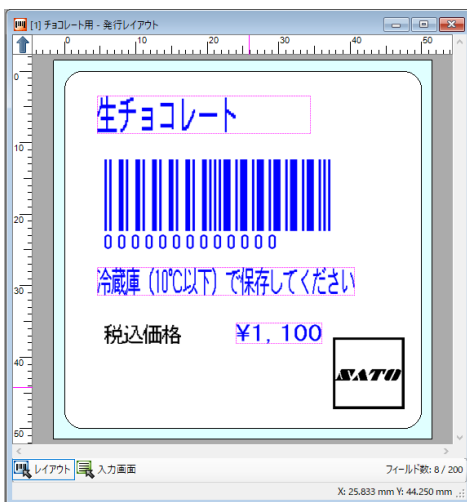 [1] チョコレート用 - 発行レイアウト
0 10 20 30 40 50
0
10
20
30
40
50
生チョコレート
0000000000000
冷蔵庫（10℃以下）で保存してください
税込価格 ¥1, 100
SATO
レイアウト 入力画面 フィールド数: 8 / 200
X: 25.833 mm Y: 44.250 mm